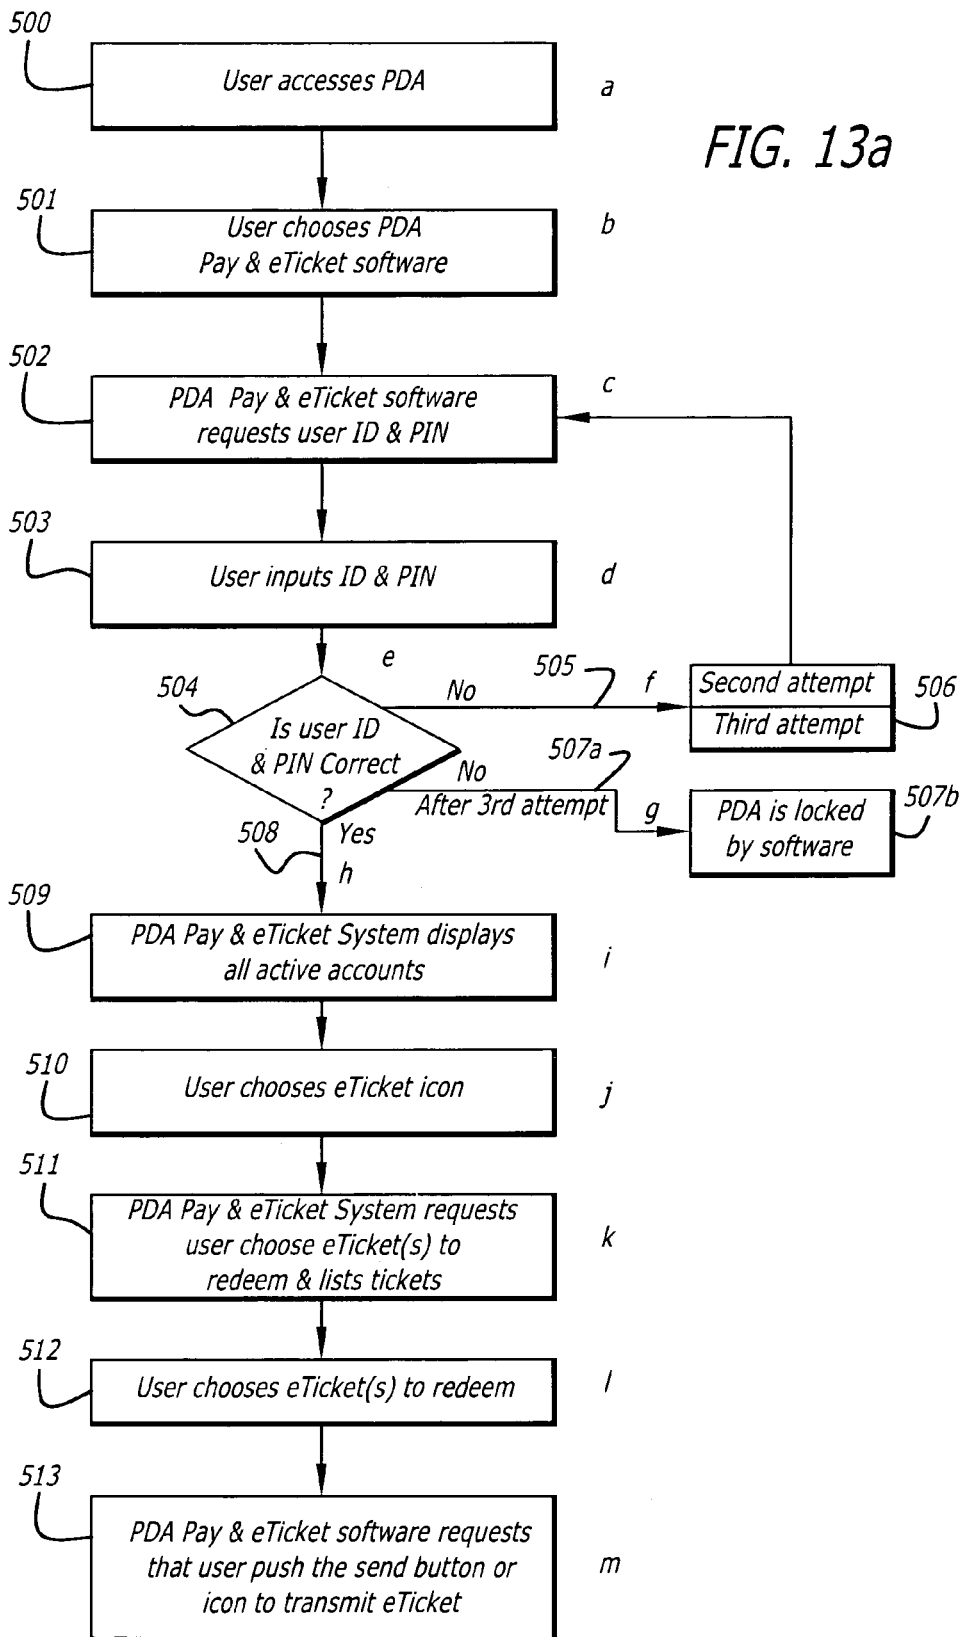 500
User accesses PDA
a
FIG. 13a
501
User chooses PDA
Pay & eTicket software
b
502
PDA Pay & eTicket software
requests user ID & PIN
c
503
User inputs ID & PIN
d
e
504
Is user ID
& PIN Correct
?
No
505
f
Second attempt
Third attempt
506
No
After 3rd attempt
507a
g
PDA is locked
by software
507b
508
Yes
h
509
PDA Pay & eTicket System displays
all active accounts
i
510
User chooses eTicket icon
j
511
PDA Pay & eTicket System requests
user choose eTicket(s) to
redeem & lists tickets
k
512
User chooses eTicket(s) to redeem
l
513
PDA Pay & eTicket software requests
that user push the send button or
icon to transmit eTicket
m